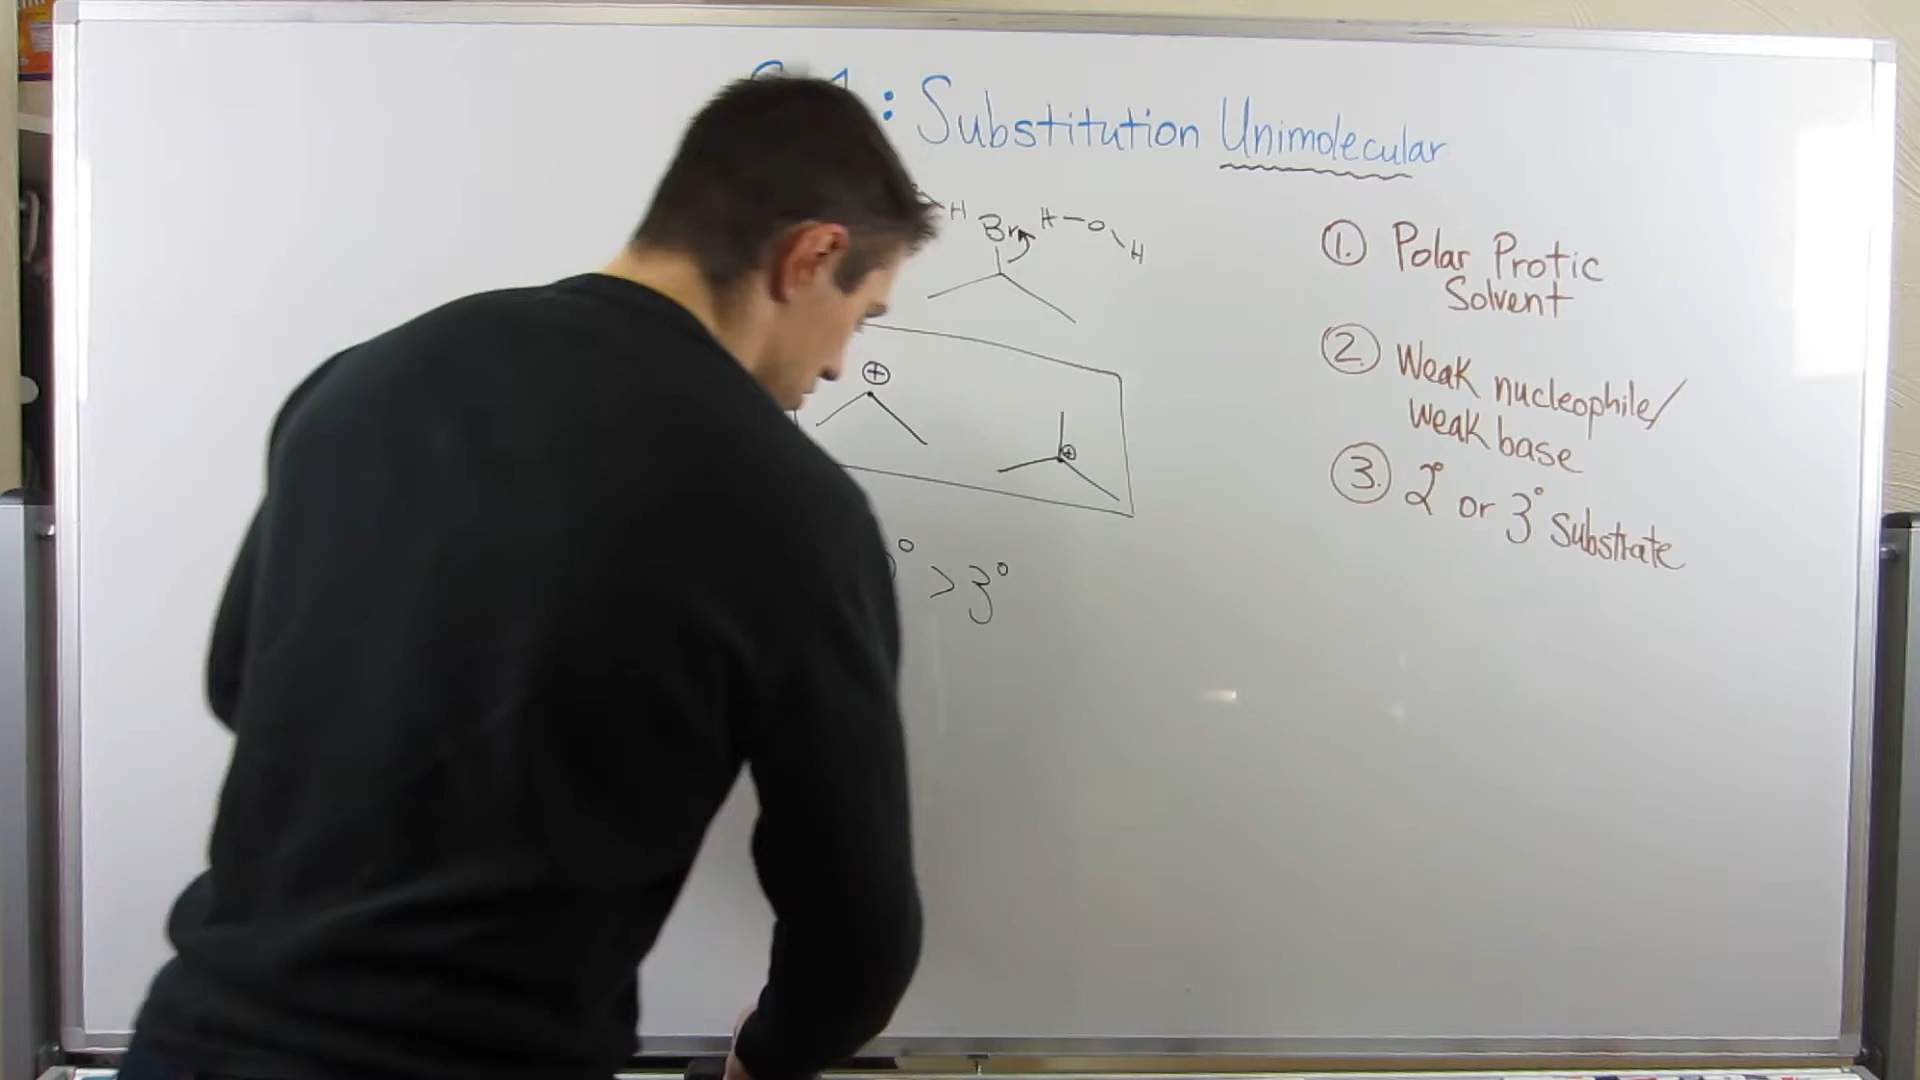 : Substitution Unimolecular
H Br H-O
H
① Polar Protic
Solvent
② Weak nucleophile/
weak base
③ 2° or 3° substrate
⊕
⊕
° > 3°